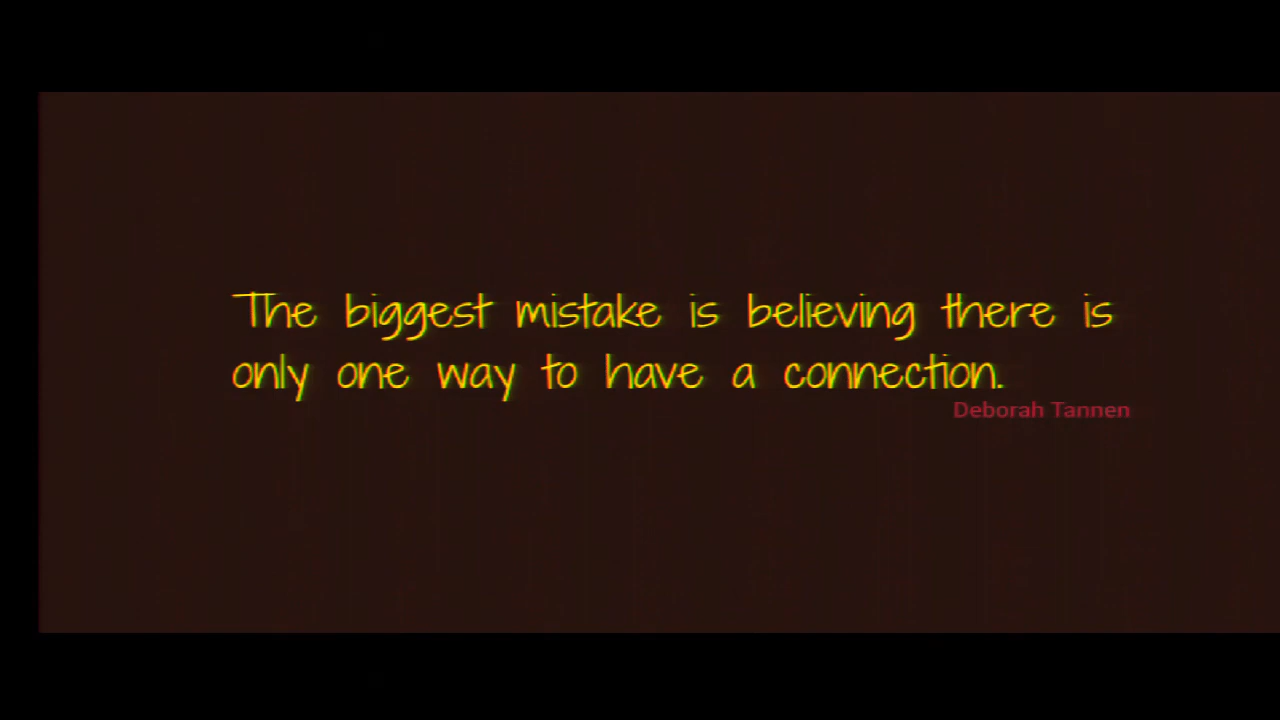 The biggest mistake is believing there is
only one way to have a connection.
Deborah Tannen